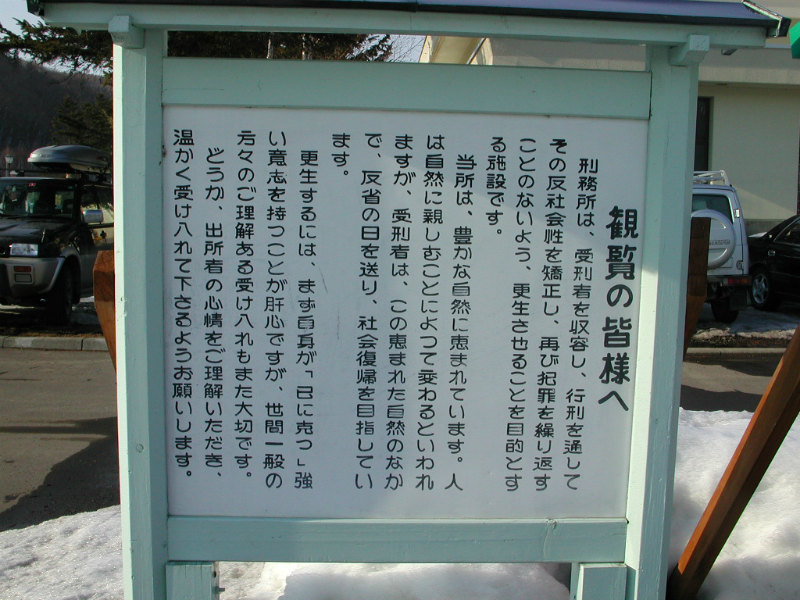 観覧の皆様へ
刑務所は、受刑者を収容し、行刑を通して
その反社会性を矯正し、再び犯罪を繰り返す
ことのないよう、更生させることを目的とす
る施設です。
当所は、豊かな自然に恵まれています。人
は自然に親しむことによって変わるといわれ
ますが、受刑者は、この恵まれた自然のなか
で、反省の日を送り、社会復帰を目指してい
ます。
更生するには、まず自身が「己に克つ」強
い意志を持つことが肝心ですが、世間一般の
方々のご理解ある受け入れもまた大切です。
どうか、出所者の心情をご理解いただき、
温かく受け入れて下さるようお願いします。